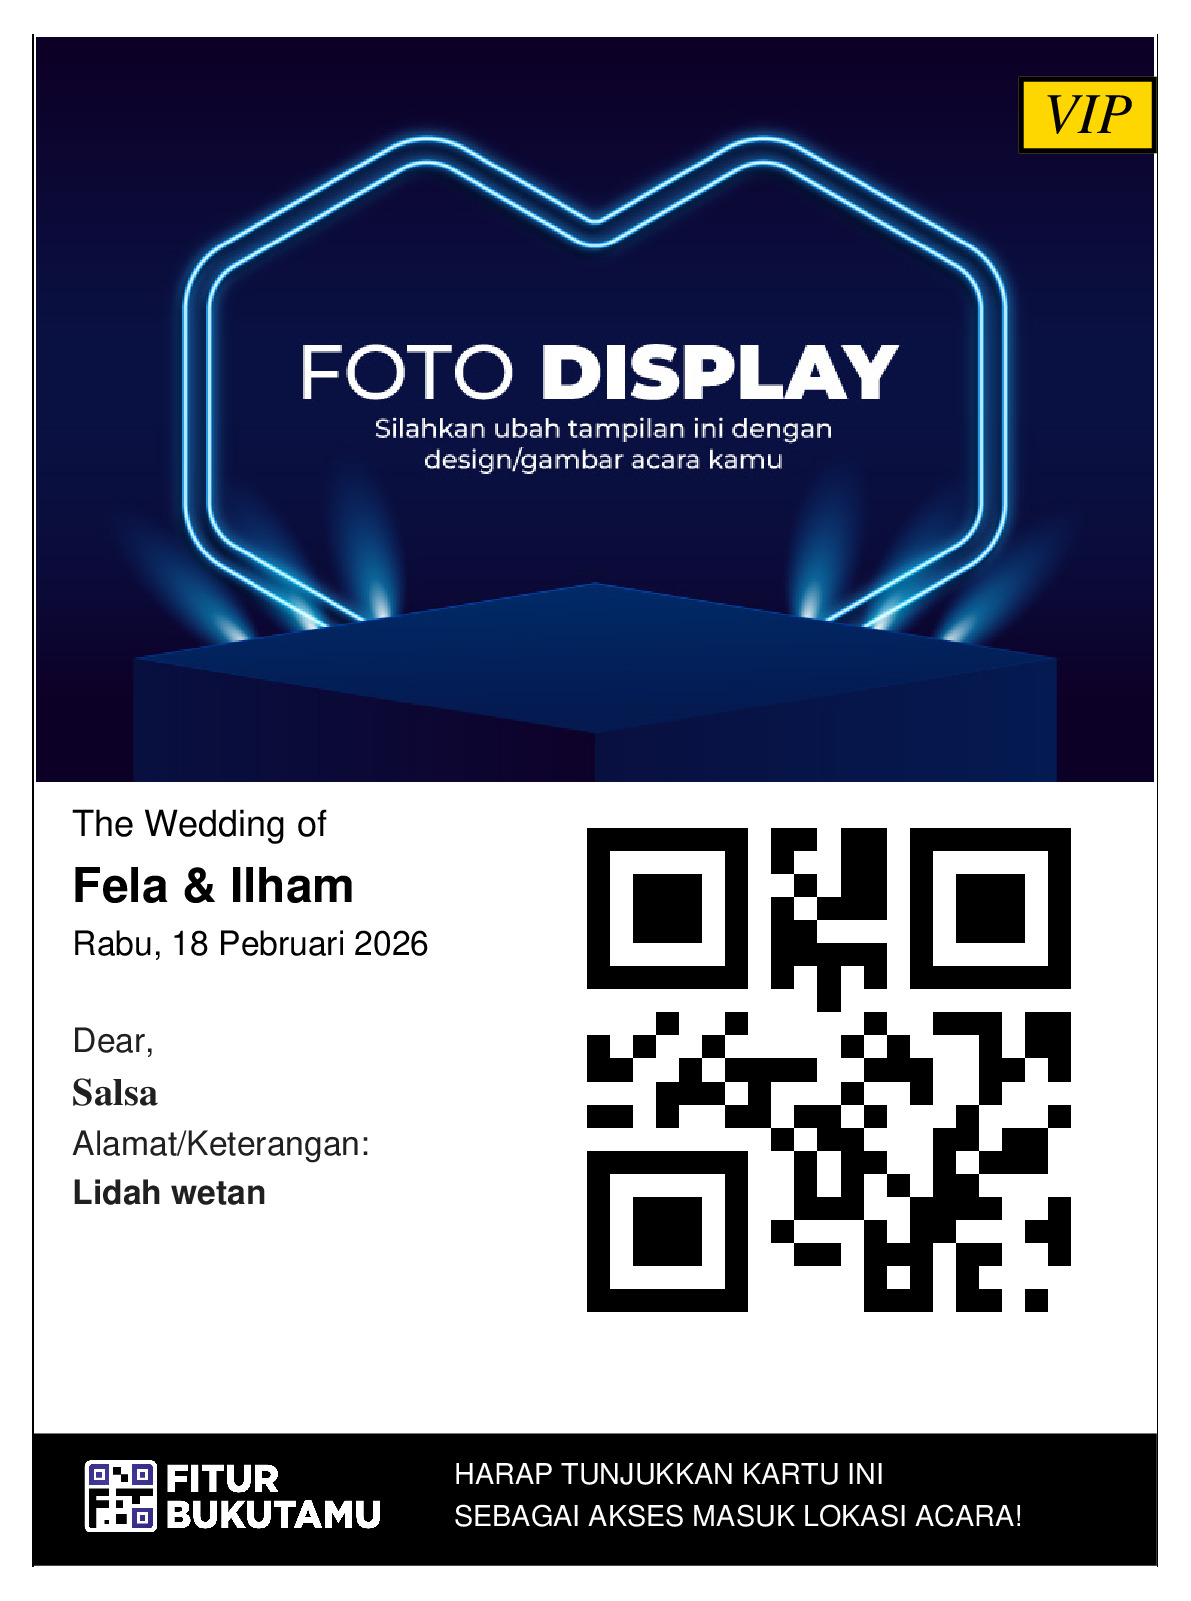 VIP
FOTO DISPLAY
Silahkan ubah tampilan ini dengan
design/gambar acara kamu
The Wedding of
Fela & Ilham
Rabu, 18 Pebruari 2026
Dear,
Salsa
Alamat/Keterangan:
Lidah wetan
FITUR
BUKUTAMU
HARAP TUNJUKKAN KARTU INI
SEBAGAI AKSES MASUK LOKASI ACARA!